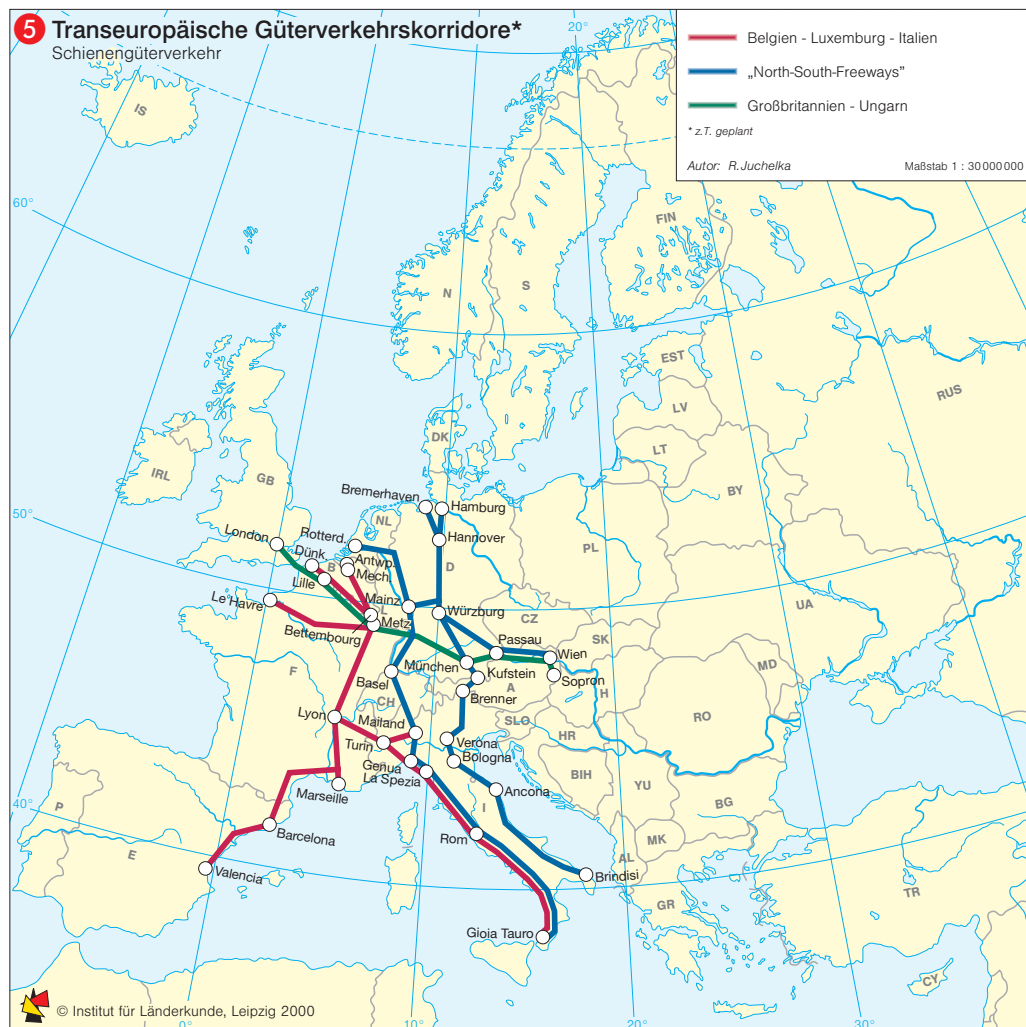 5 Transeuropäische Güterverkehrskorridore*
Schienengüterverkehr
Belgien - Luxemburg - Italien
„North-South-Freeways”
Großbritannien - Ungarn
* z.T. geplant
Autor: R.Juchelka
Maßstab 1 : 30 000 000
20°
60°
50°
40°
0°
10°
20°
30°
IS
N
S
FIN
EST
LV
LT
RUS
BY
DK
IRL
GB
NL
B
L
D
PL
UA
CZ
SK
MD
F
CH
A
H
RO
SLO
HR
BIH
YU
BG
I
MK
AL
GR
TR
CY
P
E
Bremerhaven
Hamburg
London
Rotterd.
Hannover
Dünk.
Antwp.
Mech.
Lille
Mainz
Le Havre
Würzburg
Metz
Bettembourg
Passau
Wien
München
Kufstein
Sopron
Basel
Brenner
Lyon
Mailand
Turin
Verona
Bologna
Genua
La Spezia
Marseille
Ancona
Barcelona
Rom
Valencia
Brindisi
Gioia Tauro
© Institut für Länderkunde, Leipzig 2000